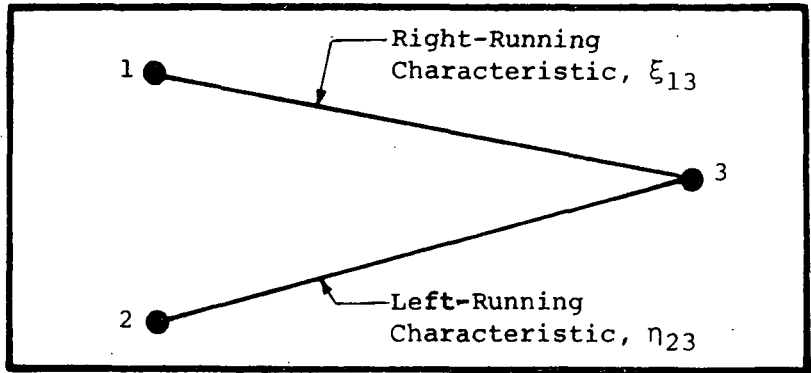 Right-Running
Characteristic, ξ13
1
3
Left-Running
Characteristic, η23
2